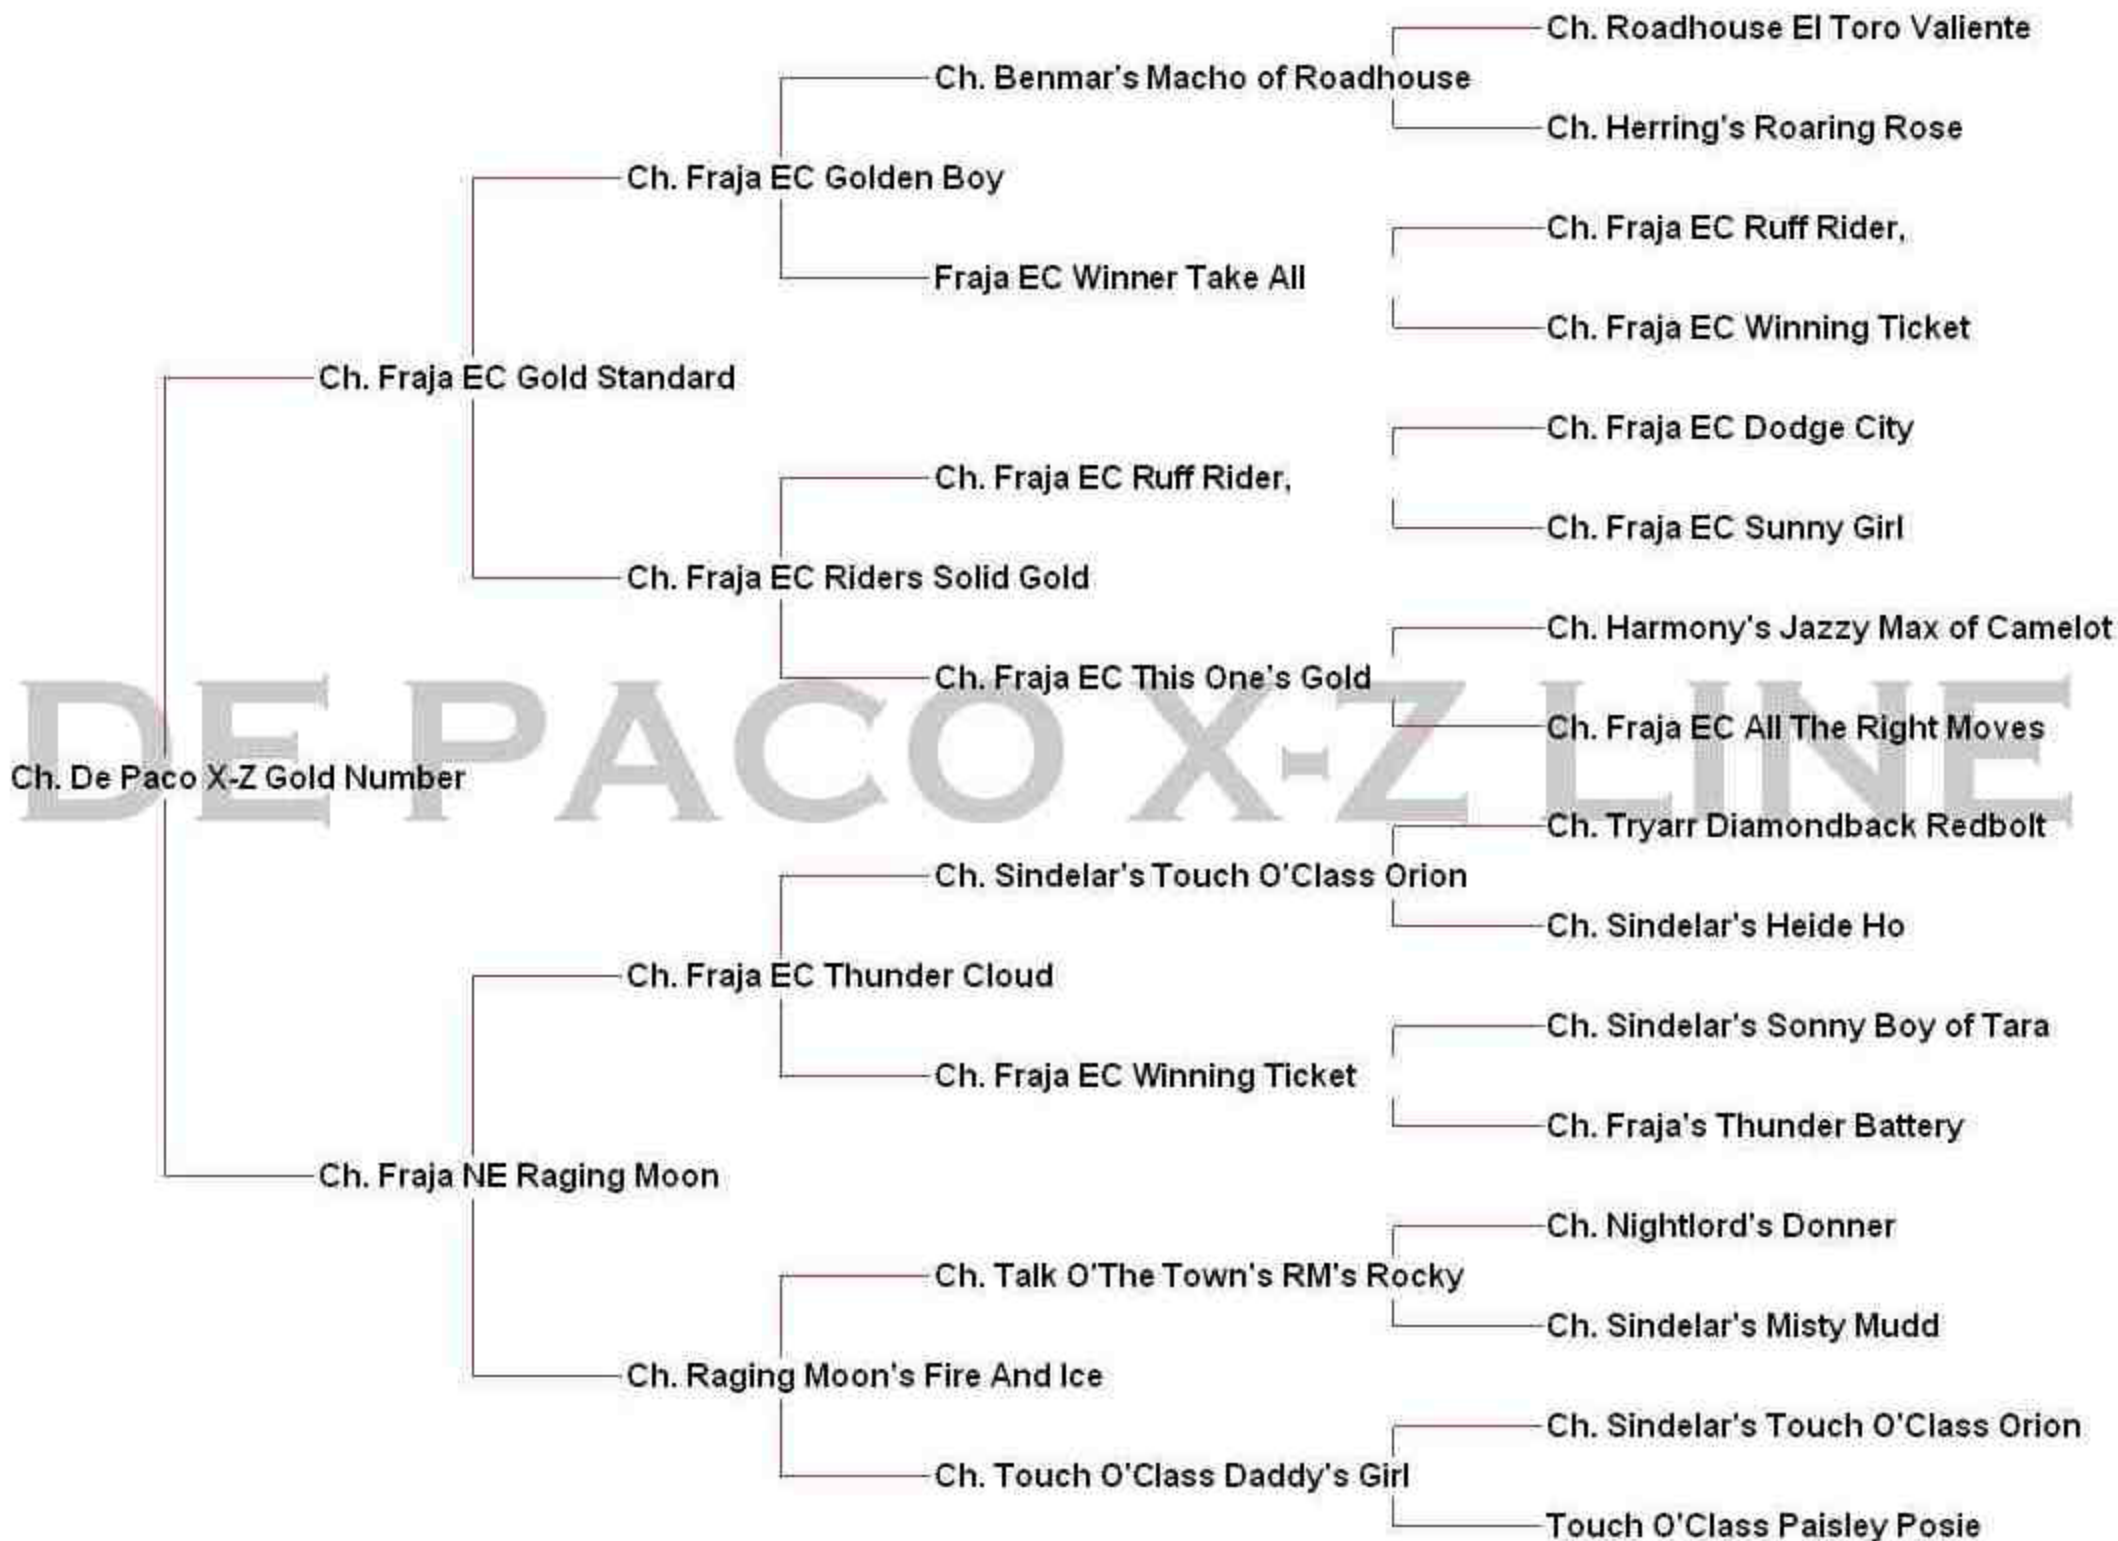 Ch. Roadhouse El Toro Valiente
Ch. Benmar's Macho of Roadhouse
Ch. Herring's Roaring Rose
Ch. Fraja EC Golden Boy
Ch. Fraja EC Ruff Rider,
Fraja EC Winner Take All
Ch. Fraja EC Winning Ticket
Ch. Fraja EC Gold Standard
Ch. Fraja EC Dodge City
Ch. Fraja EC Ruff Rider,
Ch. Fraja EC Sunny Girl
Ch. Fraja EC Riders Solid Gold
Ch. Harmony's Jazzy Max of Camelot
Ch. Fraja EC This One's Gold
Ch. Fraja EC All The Right Moves
DE PACO X-Z LINE
Ch. De Paco X-Z Gold Number
Ch. Tryarr Diamondback Redbolt
Ch. Sindelar's Touch O'Class Orion
Ch. Sindelar's Heide Ho
Ch. Fraja EC Thunder Cloud
Ch. Sindelar's Sonny Boy of Tara
Ch. Fraja EC Winning Ticket
Ch. Fraja's Thunder Battery
Ch. Fraja NE Raging Moon
Ch. Nightlord's Donner
Ch. Talk O'The Town's RM's Rocky
Ch. Sindelar's Misty Mudd
Ch. Raging Moon's Fire And Ice
Ch. Sindelar's Touch O'Class Orion
Ch. Touch O'Class Daddy's Girl
Touch O'Class Paisley Posie